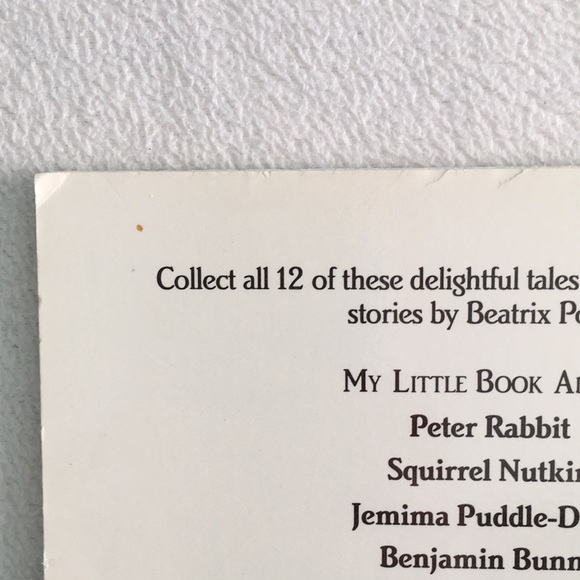 Collect all 12 of these delightful tales
stories by Beatrix
MY LITTLE BOOK
Peter Rabbit
Squirrel
Jemima
Benjamin